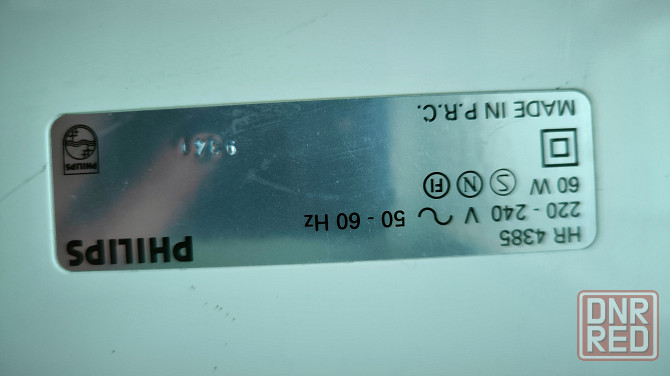 HR 4385
PHILIPS
220 - 240 V ~ 50 - 60 Hz
60 W S N FI
MADE IN P.R.C.
PHILIPS
DNR
RED